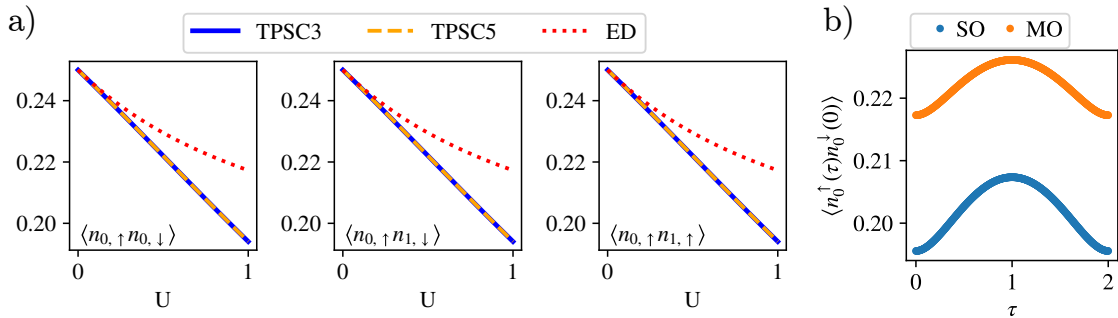 a)
TPSC3 TPSC5 ED
0.24
0.22
0.20
⟨n0,↑n0,↓⟩
0 1
U
0.24
0.22
0.20
⟨n0,↑n1,↓⟩
0 1
U
0.24
0.22
0.20
⟨n0,↑n1,↑⟩
0 1
U
b)
SO MO
⟨n0↑(τ)n0↓(0)⟩
0.22
0.21
0.20
0 1 2
τ